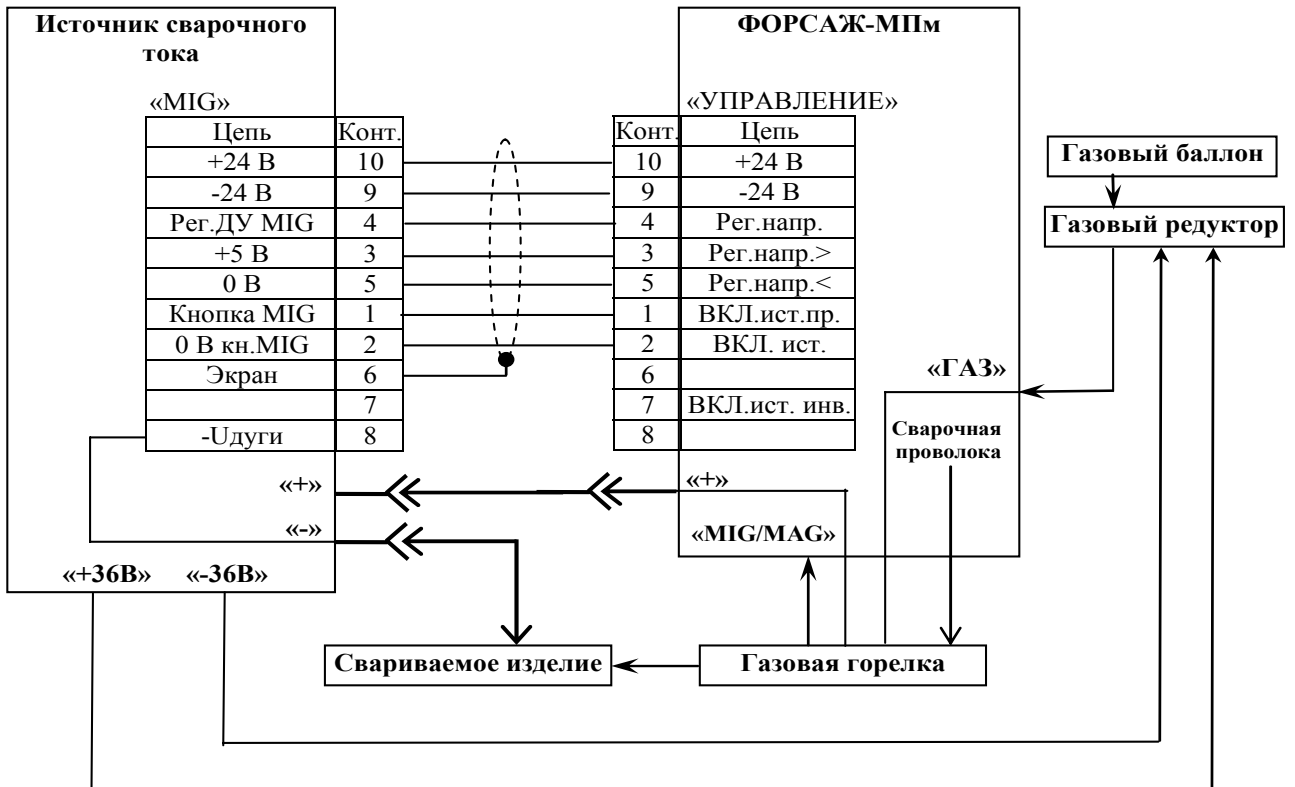 Источник сварочного
тока
«MIG»
Цепь Конт.
+24 В 10
-24 В 9
Рег.ДУ MIG 4
+5 В 3
0 В 5
Кнопка MIG 1
0 В кн.MIG 2
Экран 6
7
-Uдуги 8
«+»
«-»
«+36В» «-36В»
ФОРСАЖ-МПм
«УПРАВЛЕНИЕ»
Конт. Цепь
10 +24 В
9 -24 В
4 Рег.напр.
3 Рег.напр.>
5 Рег.напр.<
1 ВКЛ.ист.пр.
2 ВКЛ. ист.
6
7 ВКЛ.ист. инв.
8
«+»
«MIG/MAG»
«ГАЗ»
Сварочная
проволока
Газовый баллон
Газовый редуктор
Свариваемое изделие
Газовая горелка